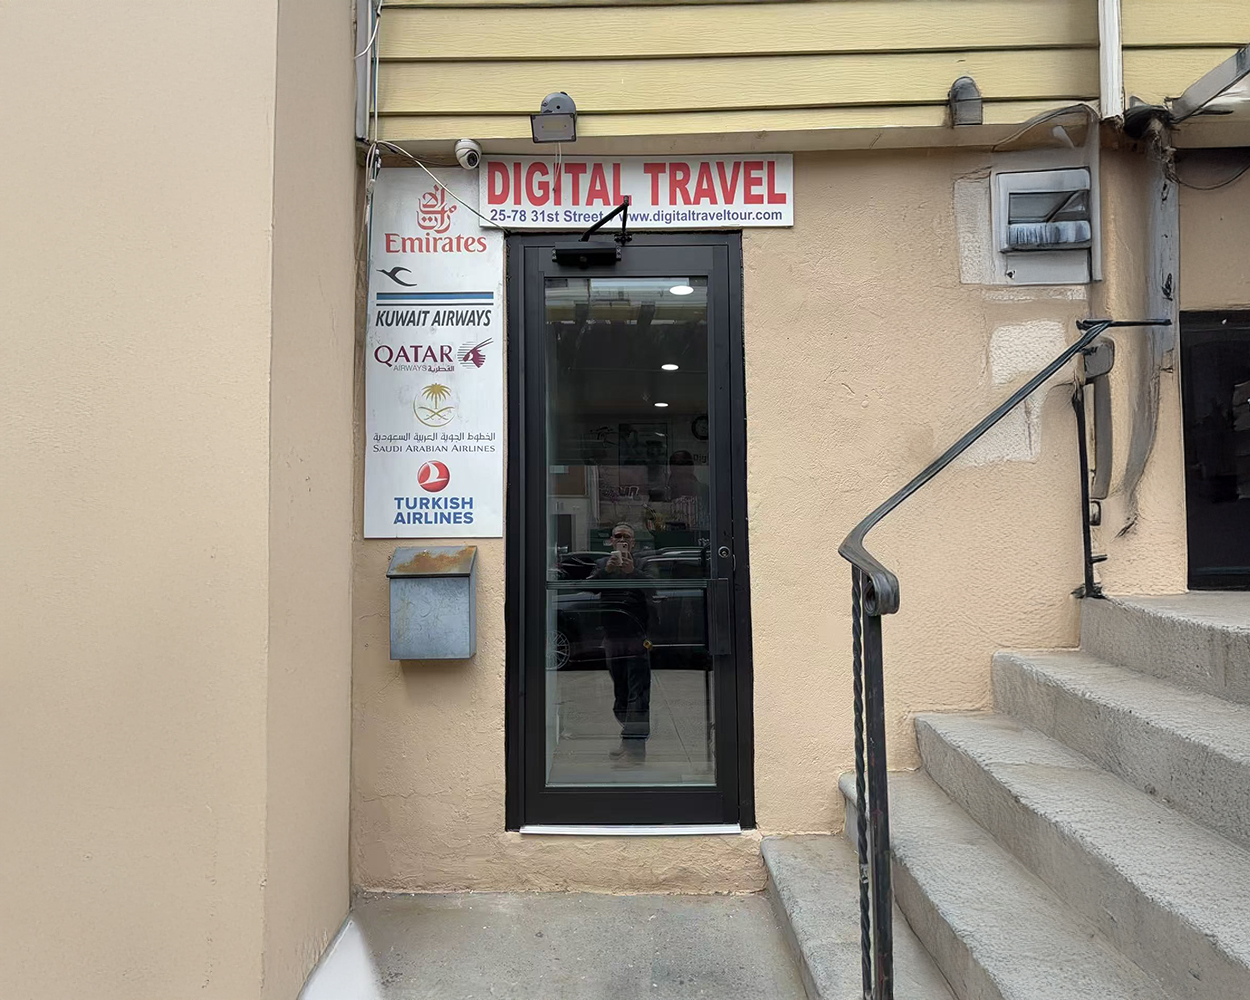 DIGITAL TRAVEL
25-78 31st Street www.digitaltraveltour.com
Emirates
KUWAIT AIRWAYS
QATAR
AIRWAYS القطرية
الخطوط الجوية العربية السعودية
SAUDI ARABIAN AIRLINES
TURKISH
AIRLINES